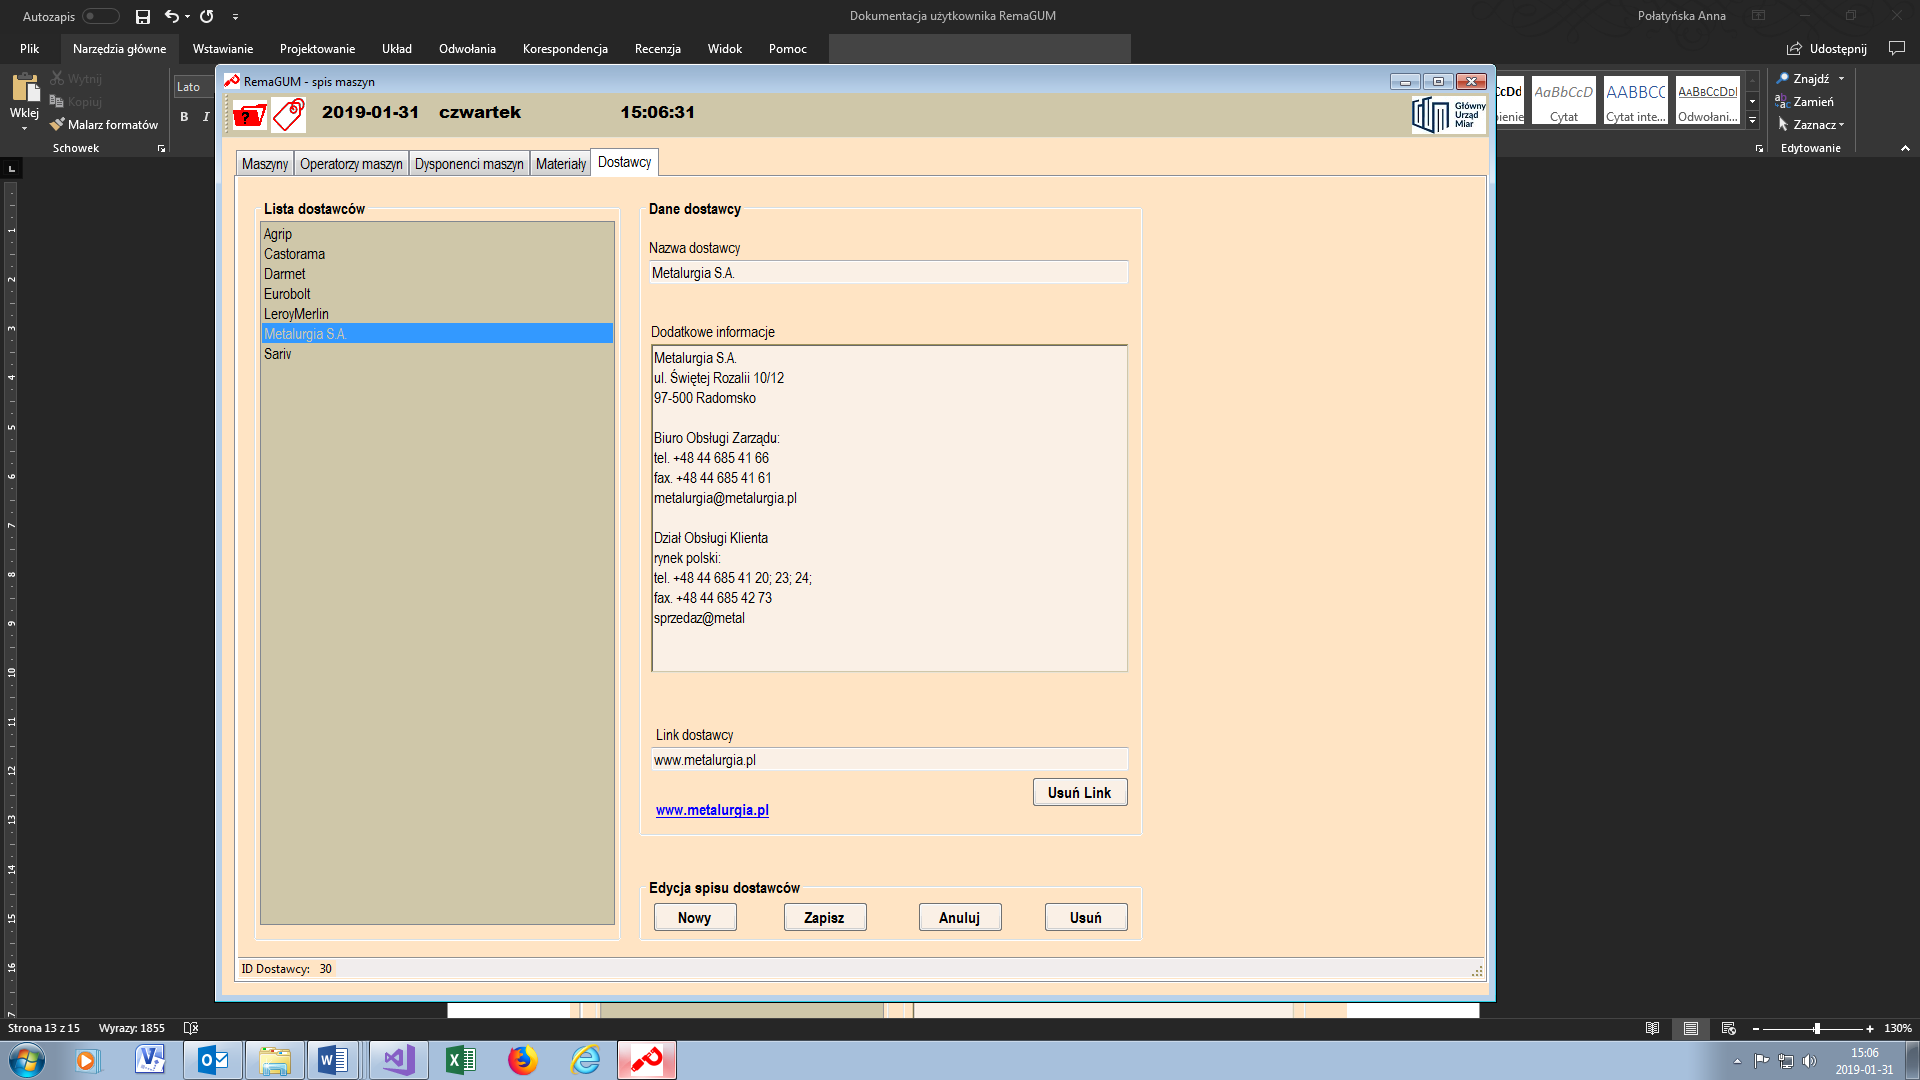 Autozapis
Dokumentacja użytkownika RemaGUM
Połatyńska Anna
Plik
Narzędzia główne
Wstawianie
Projektowanie
Układ
Odwołania
Korespondencja
Recenzja
Widok
Pomoc
Udostępnij
Wklej
Wytnij
Kopiuj
Malarz formatów
Schowek
Lato
B I
AaBbCcD
Cytat
AABBCC
Cytat inte...
AABBCCDDI
Odwołani...
Znajdź
Zamień
Zaznacz
Edytowanie
RemaGUM - spis maszyn
2019-01-31 czwartek 15:06:31
Główny
Urząd
Miar
Maszyny
Operatorzy maszyn
Dysponenci maszyn
Materiały
Dostawcy
Lista dostawców
Agrip
Castorama
Darmet
Eurobolt
LeroyMerlin
Metalurgia S.A.
Sariv
Dane dostawcy
Nazwa dostawcy
Metalurgia S.A.
Dodatkowe informacje
Metalurgia S.A.
ul. Świętej Rozalii 10/12
97-500 Radomsko
Biuro Obsługi Zarządu:
tel. +48 44 685 41 66
fax. +48 44 685 41 61
metalurgia@metalurgia.pl
Dział Obsługi Klienta
rynek polski:
tel. +48 44 685 41 20; 23; 24;
fax. +48 44 685 42 73
sprzedaz@metal
Link dostawcy
www.metalurgia.pl
Usuń Link
www.metalurgia.pl
Edycja spisu dostawców
Nowy
Zapisz
Anuluj
Usuń
ID Dostawcy: 30
Strona 13 z 15
Wyrazy: 1855
130%
15:06
2019-01-31